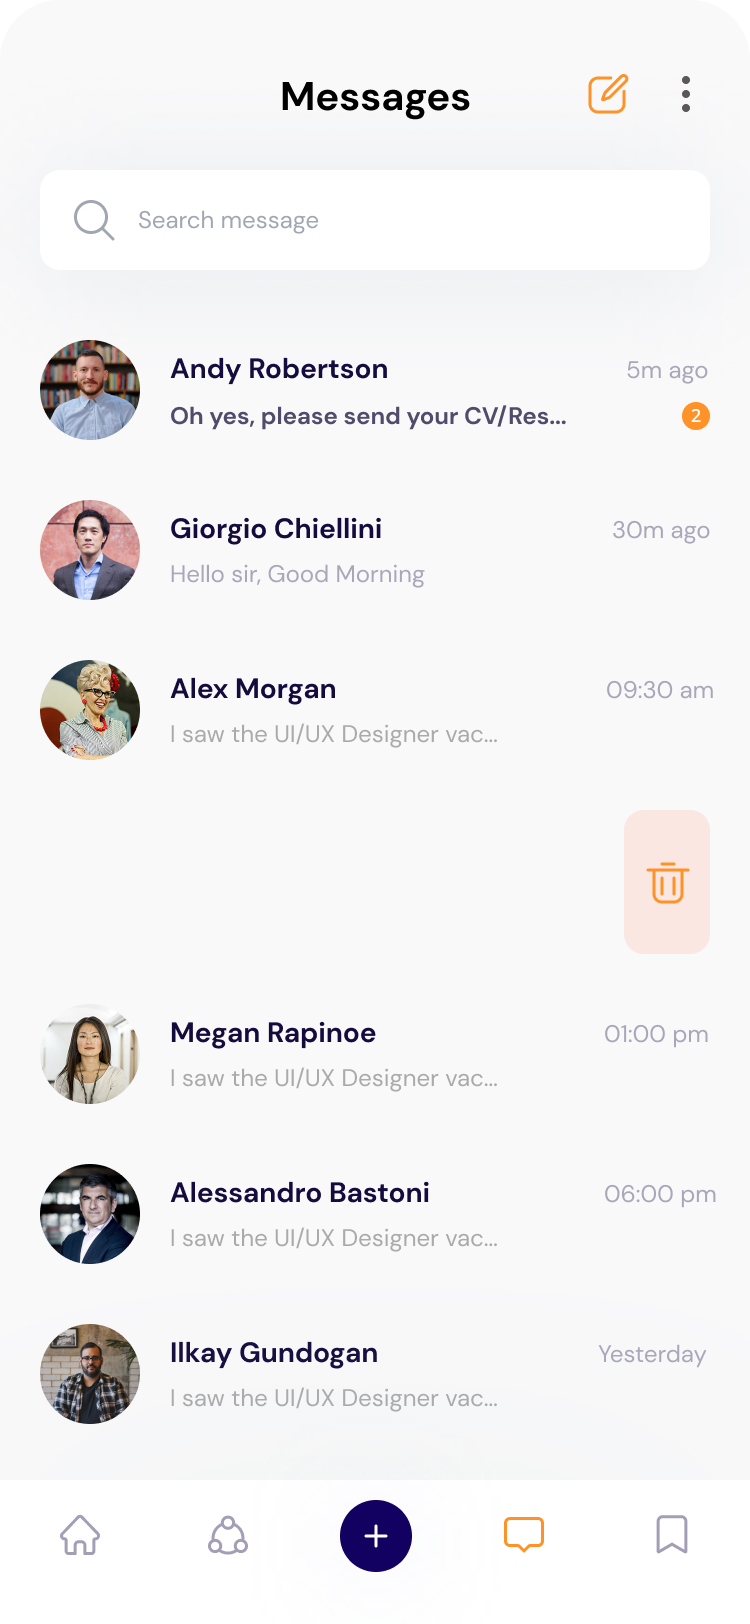 Messages
Search message
Andy Robertson
5m ago
Oh yes, please send your CV/Res...
2
Giorgio Chiellini
30m ago
Hello sir, Good Morning
Alex Morgan
09:30 am
I saw the UI/UX Designer vac...
Megan Rapinoe
01:00 pm
I saw the UI/UX Designer vac...
Alessandro Bastoni
06:00 pm
I saw the UI/UX Designer vac...
Ilkay Gundogan
Yesterday
I saw the UI/UX Designer vac...